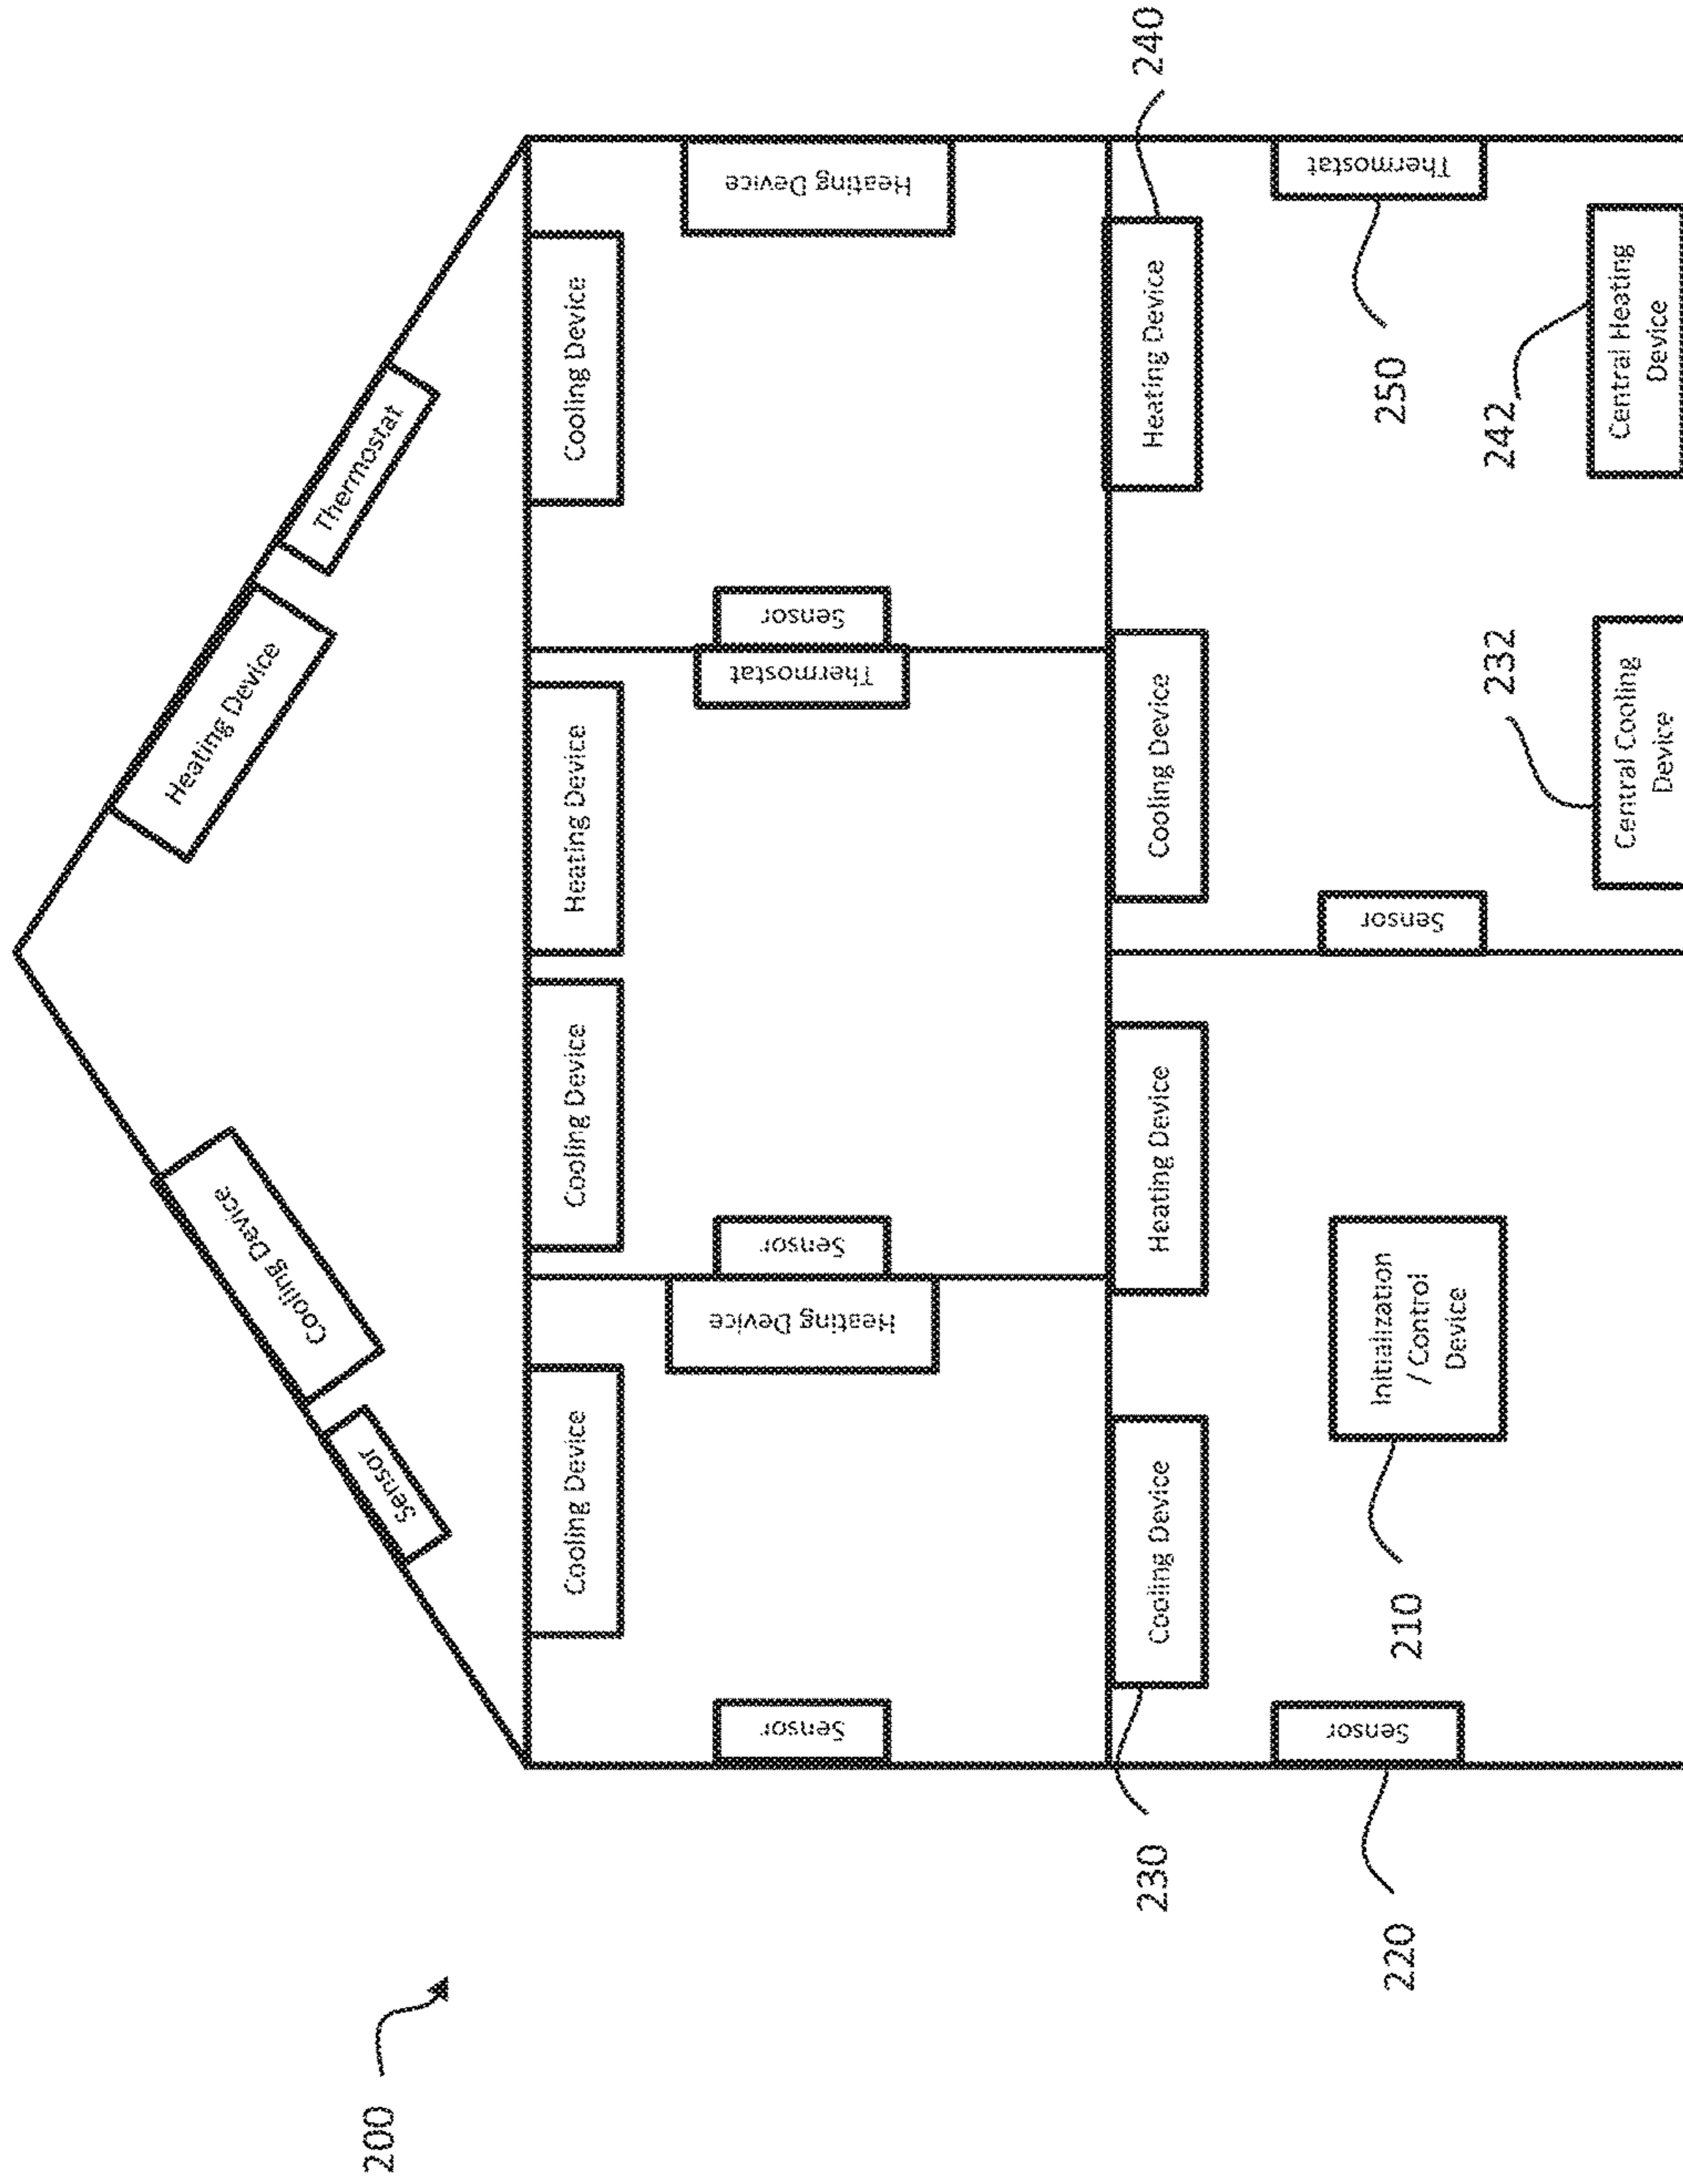 200
Sensor
Cooling Device
Heating Device
Thermostat
Sensor
Cooling Device
Heating Device
Sensor
Cooling Device
Heating Device
Thermostat
Sensor
Cooling Device
Heating Device
230
Cooling Device
Heating Device
Cooling Device
Heating Device
240
220
Sensor
210
Initialization
/ Control
Device
Sensor
Thermostat
250
232
Central Cooling
Device
242
Central Heating
Device